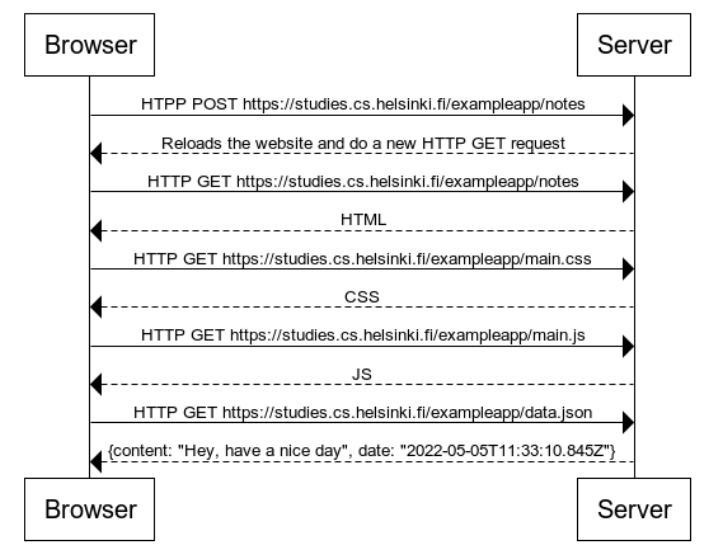 Browser Server
HTPP POST https://studies.cs.helsinki.fi/exampleapp/notes
Reloads the website and do a new HTTP GET request
HTTP GET https://studies.cs.helsinki.fi/exampleapp/notes
HTML
HTTP GET https://studies.cs.helsinki.fi/exampleapp/main.css
CSS
HTTP GET https://studies.cs.helsinki.fi/exampleapp/main.js
JS
HTTP GET https://studies.cs.helsinki.fi/exampleapp/data.json
{content: "Hey, have a nice day", date: "2022-05-05T11:33:10.845Z"}
Browser Server